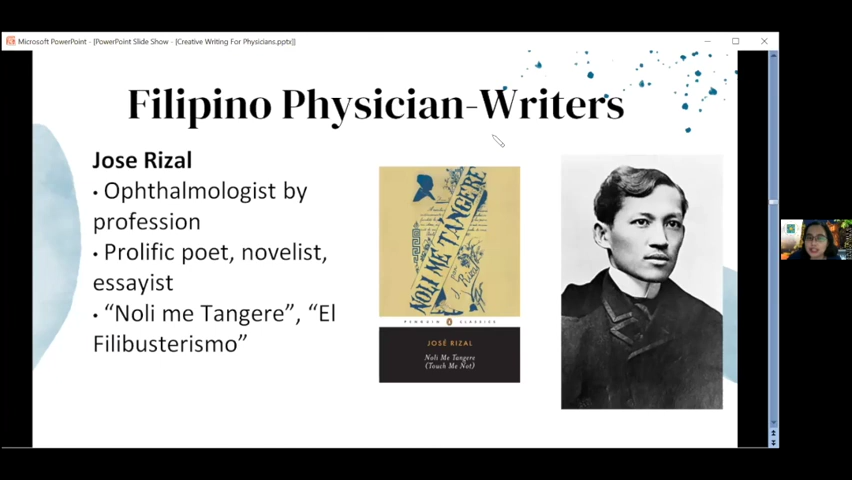 Microsoft PowerPoint - [PowerPoint Slide Show - [Creative Writing For Physicians.pptx]]
Filipino Physician-Writers
Jose Rizal
• Ophthalmologist by
profession
• Prolific poet, novelist,
essayist
• “Noli me Tangere”, “El
Filibusterismo”
NOLI ME TÁNGERE
Rizal
PENGUIN CLASSICS
JOSÉ RIZAL
Noli Me Tangere
(Touch Me Not)